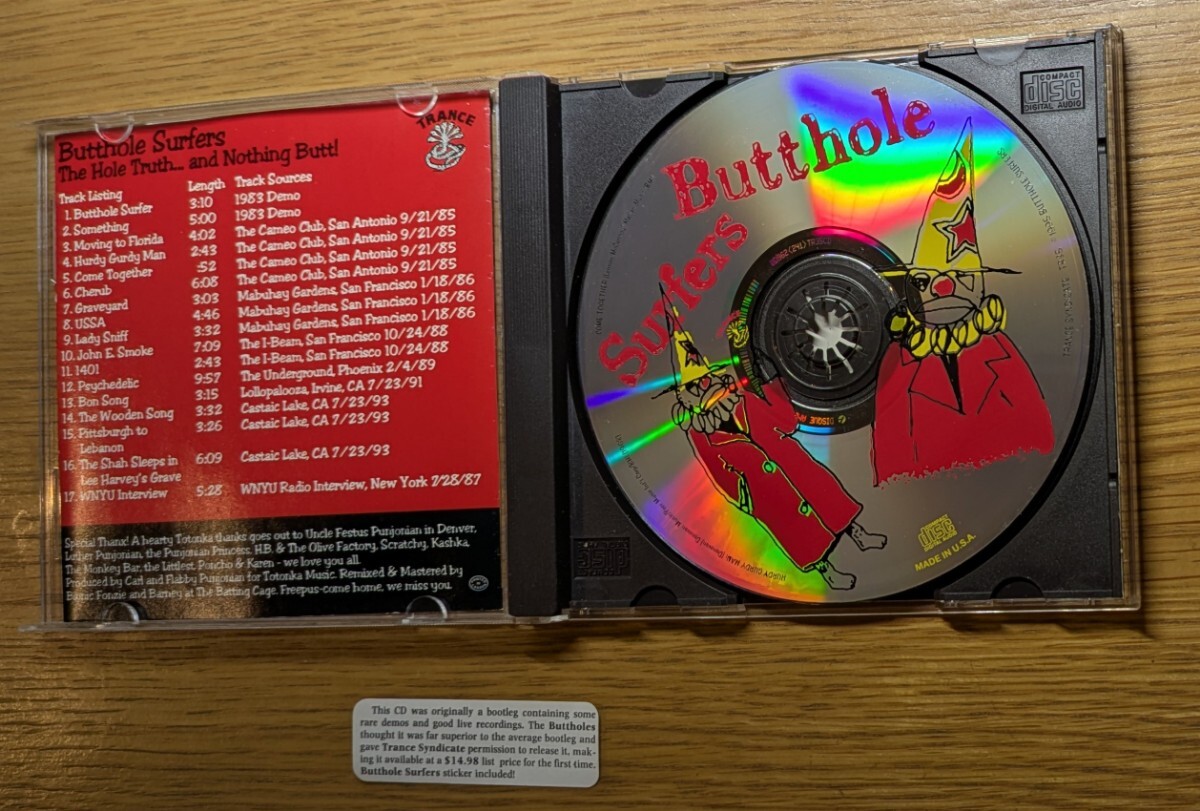 TRANCE
Butthole Surfers
The Hole Truth... and Nothing Butt!
Track Listing Length Track Sources
1. Butthole Surfer 3:10 1983 Demo
2. Something 5:00 1983 Demo
3. Moving to Florida 4:02 The Cameo Club, San Antonio 9/21/85
4. Hurdy Gurdy Man 2:43 The Cameo Club, San Antonio 9/21/85
5. Come Together :52 The Cameo Club, San Antonio 9/21/85
6. Cherub 6:08 The Cameo Club, San Antonio 9/21/85
7. Graveyard 3:03 Mabuhay Gardens, San Francisco 1/18/86
8. USSA 4:46 Mabuhay Gardens, San Francisco 1/18/86
9. Lady Sniff 3:32 Mabuhay Gardens, San Francisco 1/18/86
10. John E. Smoke 7:09 The I-Beam, San Francisco 10/24/88
11. 1401 2:43 The I-Beam, San Francisco 10/24/88
12. Psychedelic 9:57 The Underground, Phoenix 2/4/89
13. Bon Song 3:15 Lollopalooza, Irvine, CA 7/23/91
14. The Wooden Song 3:32 Castaic Lake, CA 7/23/93
15. Pittsburgh to 3:26 Castaic Lake, CA 7/23/93
Lebanon
16. The Shah Sleeps in 6:09 Castaic Lake, CA 7/23/93
Lee Harvey's Grave
17. WNYU Interview 5:28 WNYU Radio Interview, New York 7/28/87
Special Thanx! A hearty Totonka thanks goes out to Uncle Festus Punjonian in Denver,
Luther Punjonian, the Punjonian Princess, H.B. & The Olive Factory, Scratchy, Kashka,
The Monkey Bar, the Littlest, Poncho & Karen - we love you all.
Produced by Carl and Flabby Punjonian for Totonka Music. Remixed & Mastered by
Bionic Fonzie and Barney at The Batting Cage. Freepus-come home, we miss you.
Butthole
Surfers
COMPACT
disc
DIGITAL AUDIO
MADE IN U.S.A.
This CD was originally a bootleg containing some
rare demos and good live recordings. The Buttholes
thought it was far superior to the average bootleg and
gave Trance Syndicate permission to release it, mak-
ing it available at a $14.98 list price for the first time.
Butthole Surfers sticker included!